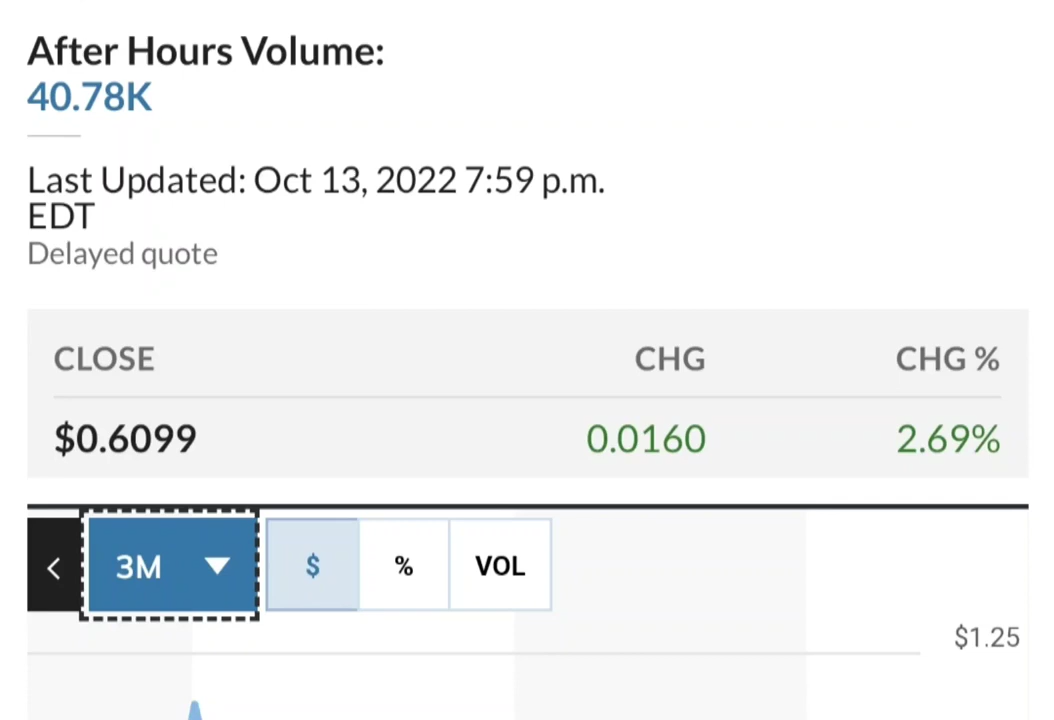 After Hours Volume:
40.78K
Last Updated: Oct 13, 2022 7:59 p.m.
EDT
Delayed quote
CLOSE CHG CHG %
$0.6099 0.0160 2.69%
3M $ % VOL
$1.25